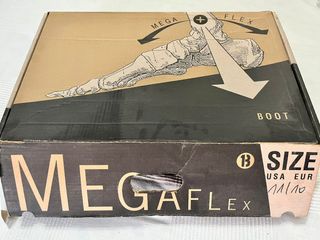 MEGA FLEX
BOOT
MEGAFLEX
B
SIZE
USA EUR
11/10